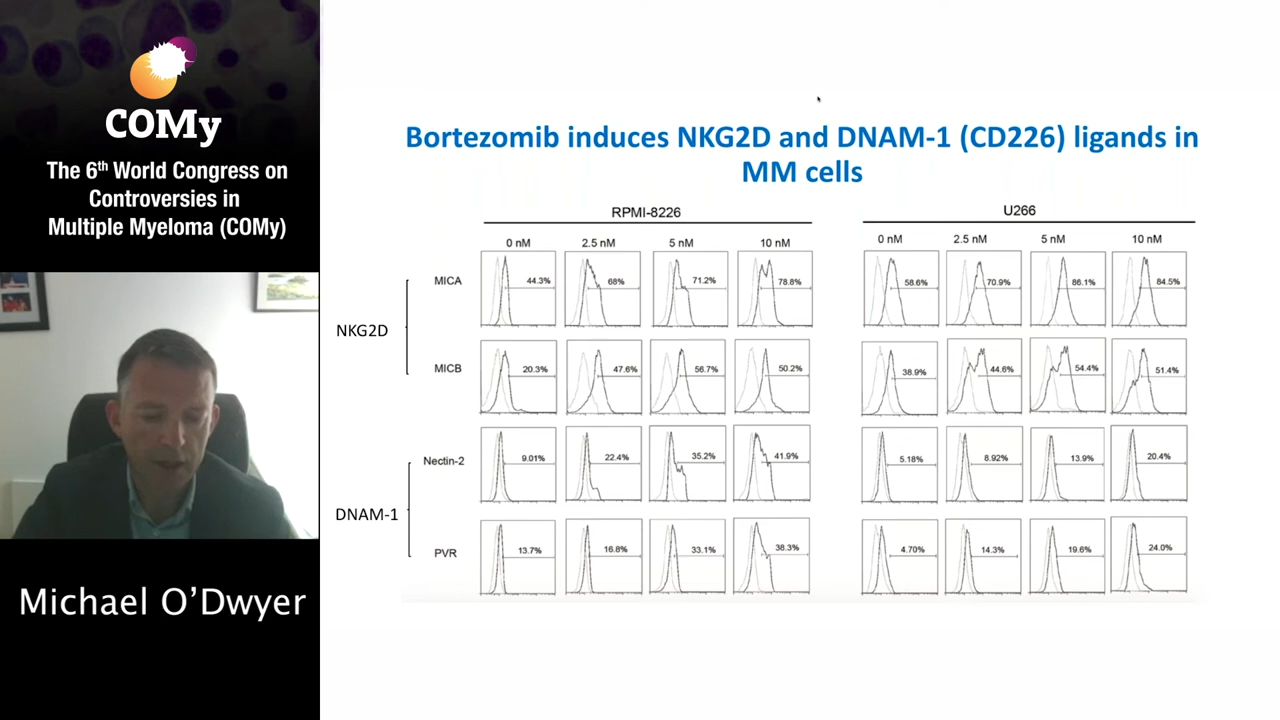 COMy
The 6th World Congress on
Controversies in
Multiple Myeloma (COMy)
Michael O’Dwyer
Bortezomib induces NKG2D and DNAM-1 (CD226) ligands in
MM cells
RPMI-8226
U266
0 nM 2.5 nM 5 nM 10 nM 0 nM 2.5 nM 5 nM 10 nM
MICA 44.3% 68% 71.2% 78.8% 58.6% 70.9% 86.1% 84.5%
NKG2D
MICB 20.3% 47.6% 56.7% 50.2% 38.9% 44.6% 54.4% 51.4%
Nectin-2 9.01% 22.4% 35.2% 41.9% 5.18% 8.92% 13.9% 20.4%
DNAM-1
PVR 13.7% 16.8% 33.1% 38.3% 4.70% 14.3% 19.6% 24.0%